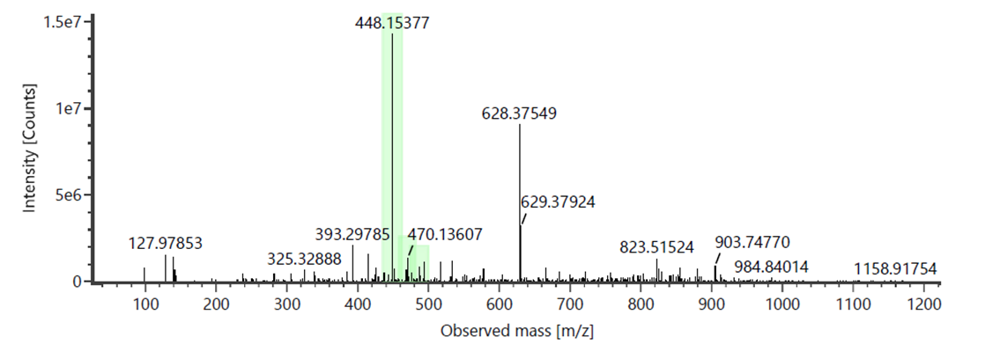 1.5e7
448.15377
1e7
628.37549
Intensity [Counts]
5e6
629.37924
127.97853
393.29785
470.13607
823.51524
903.74770
325.32888
984.84014
1158.91754
0
100 200 300 400 500 600 700 800 900 1000 1100 1200
Observed mass [m/z]